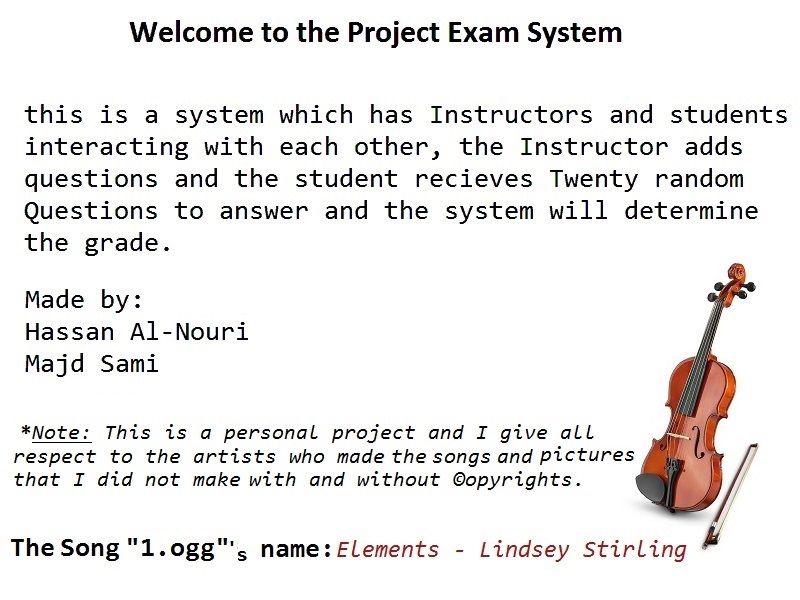 Welcome to the Project Exam System
this is a system which has Instructors and students
interacting with each other, the Instructor adds
questions and the student recieves Twenty random
Questions to answer and the system will determine
the grade.
Made by:
Hassan Al-Nouri
Majd Sami
*Note: This is a personal project and I give all
respect to the artists who made the songs and pictures
that I did not make with and without ©opyrights.
The Song "1.ogg"'s name: Elements - Lindsey Stirling